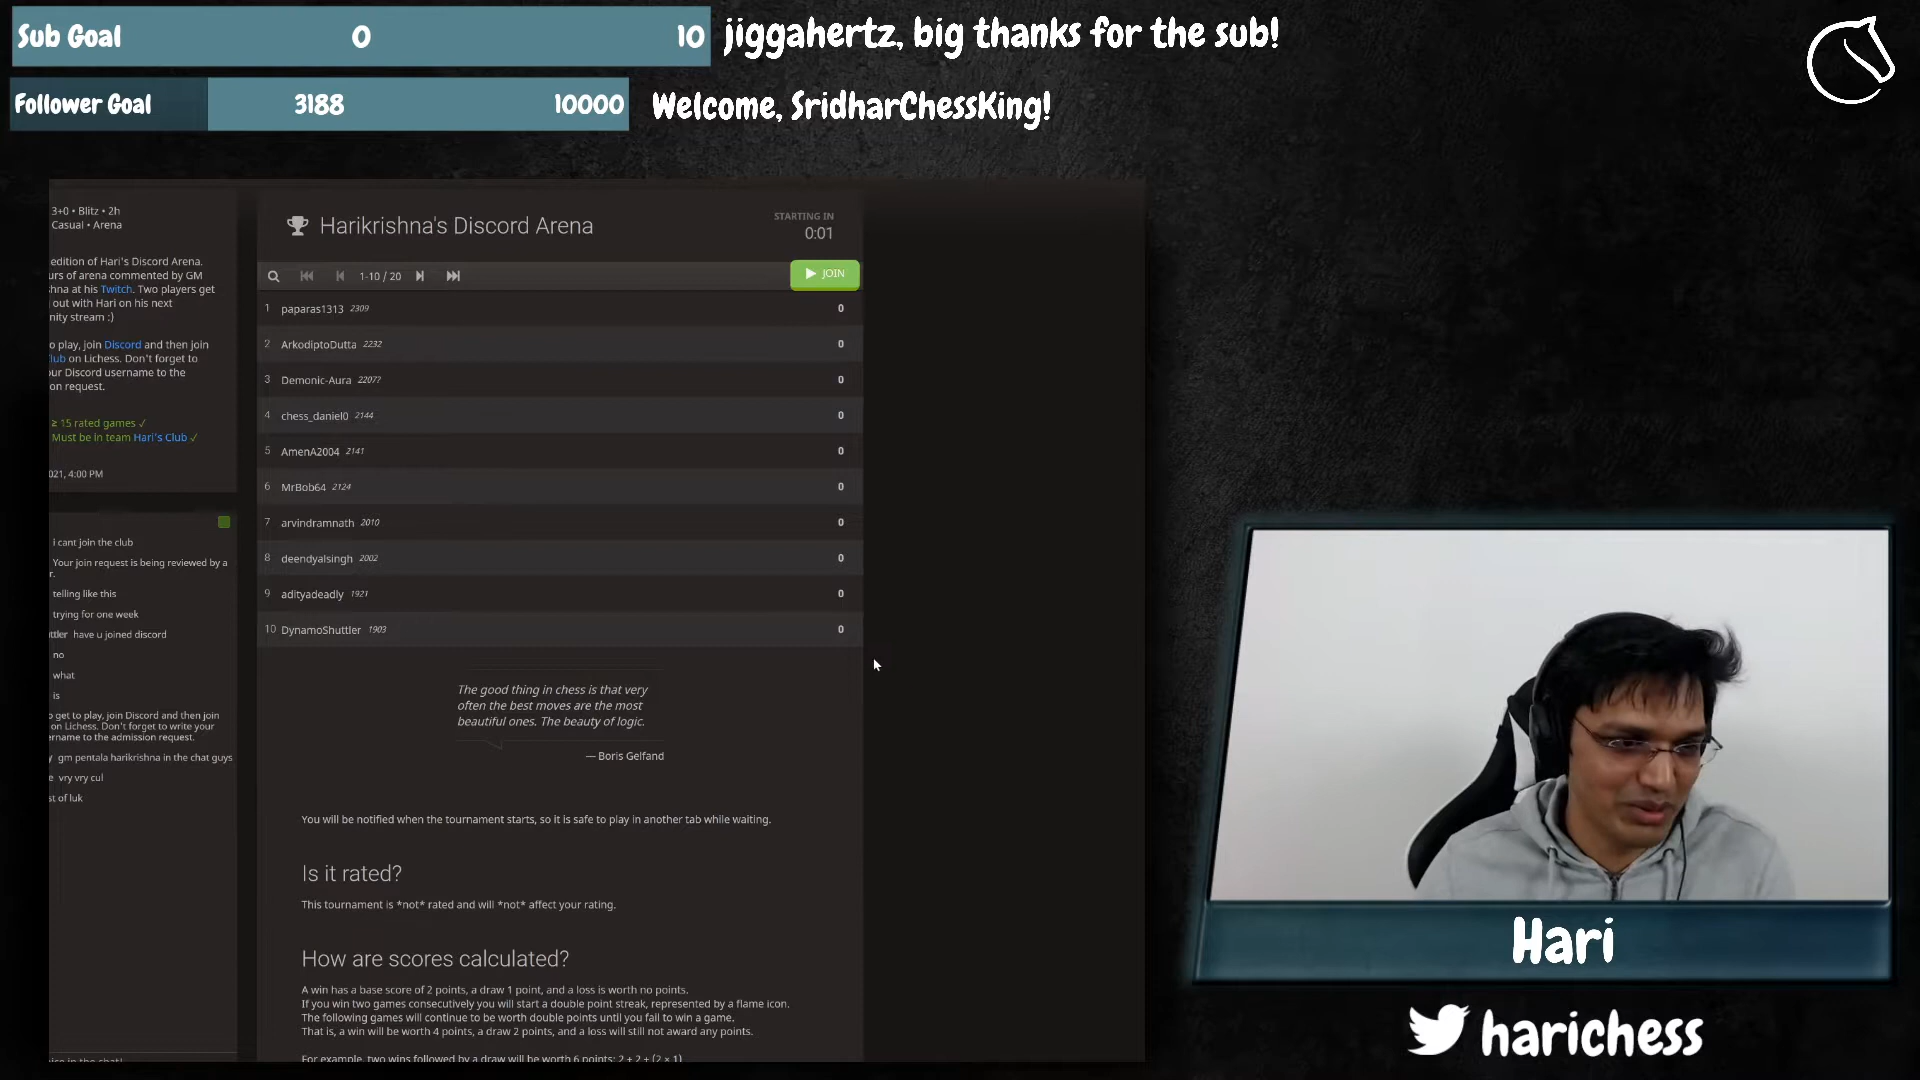 Sub Goal 0 10 jiggahertz, big thanks for the sub!
Follower Goal 3188 10000 Welcome, SridharChessKing!
3+0 • Blitz • 2h
Casual • Arena
edition of Hari's Discord Arena.
urs of arena commented by GM
hna at his Twitch. Two players get
out with Hari on his next
nity stream :)
o play, join Discord and then join
lub on Lichess. Don't forget to
ur Discord username to the
on request.
≥ 15 rated games ✓
Must be in team Hari's Club ✓
021, 4:00 PM
i cant join the club
Your join request is being reviewed by a
r.
telling like this
trying for one week
ttler have u joined discord
no
what
is
o get to play, join Discord and then join
on Lichess. Don't forget to write your
ername to the admission request.
y gm pentala harikrishna in the chat guys
e vry vry cul
st of luk
Harikrishna's Discord Arena
STARTING IN
0:01
1-10 / 20
JOIN
1 paparas1313 2309 0
2 ArkodiptoDutta 2232 0
3 Demonic-Aura 2207? 0
4 chess_daniel0 2144 0
5 AmenA2004 2141 0
6 MrBob64 2124 0
7 arvindramnath 2010 0
8 deendyalsingh 2002 0
9 adityadeadly 1921 0
10 DynamoShuttler 1903 0
The good thing in chess is that very
often the best moves are the most
beautiful ones. The beauty of logic.
— Boris Gelfand
You will be notified when the tournament starts, so it is safe to play in another tab while waiting.
Is it rated?
This tournament is *not* rated and will *not* affect your rating.
How are scores calculated?
A win has a base score of 2 points, a draw 1 point, and a loss is worth no points.
If you win two games consecutively you will start a double point streak, represented by a flame icon.
The following games will continue to be worth double points until you fail to win a game.
That is, a win will be worth 4 points, a draw 2 points, and a loss will still not award any points.
For example, two wins followed by a draw will be worth 6 points: 2 + 2 + (2 × 1)
Hari
harichess